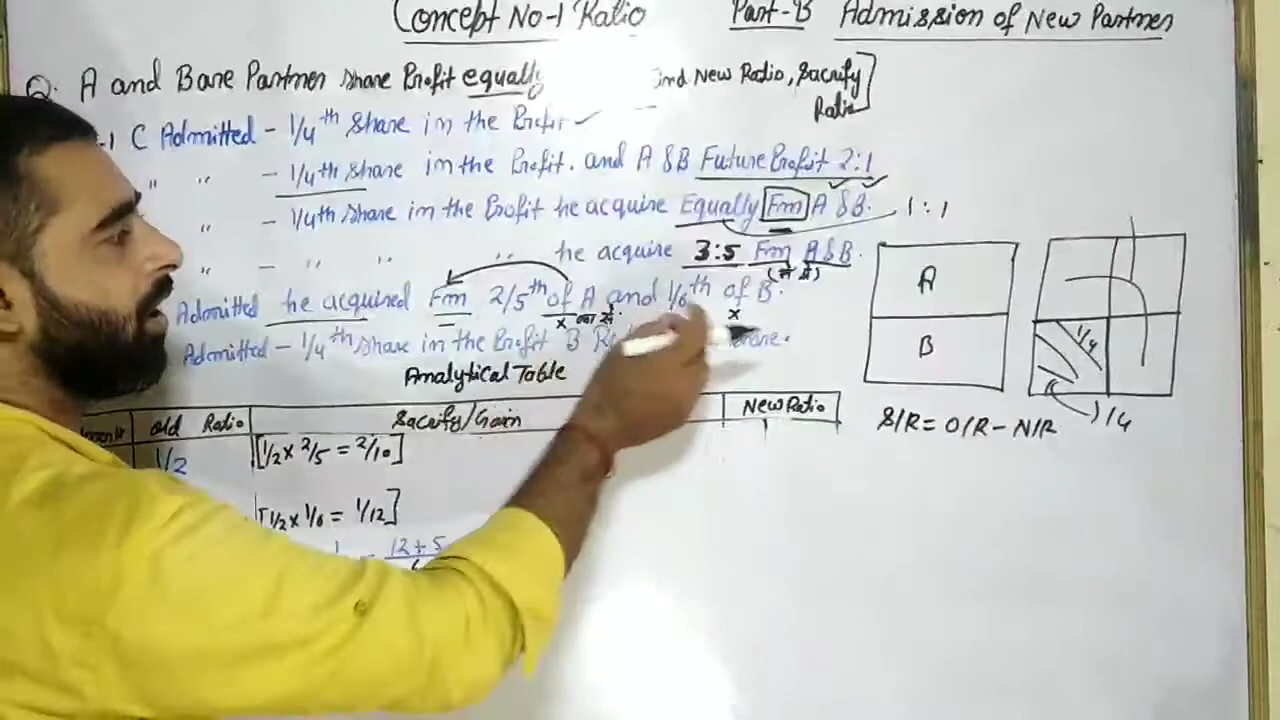 Concept No-1 Ratio Part-B Admission of New Partner
Q. A and B are Partner share Profit equally ind New Ratio, Sacrify
Ratio]
-1 C Admitted - 1/4th share in the Profit
" " - 1/4th share in the Profit. and A & B Future Profit 2:1
" " - 1/4th share in the Profit he acquire Equally Fm A & B. 1:1
" " - " " " he acquire 3:5 Fm A & B.
Admitted he acquired Fm 2/5th of A and 1/6th of B.
x x
Admitted - 1/4th share in the Profit B
Analytical Table
old Ratio Sacrify/Gain New Ratio
1/2 [1/2 x 2/5 = 2/10]
[1/2 x 1/6 = 1/12]
12+5
A
B
1/4
1/4
S/R = O/R - N/R